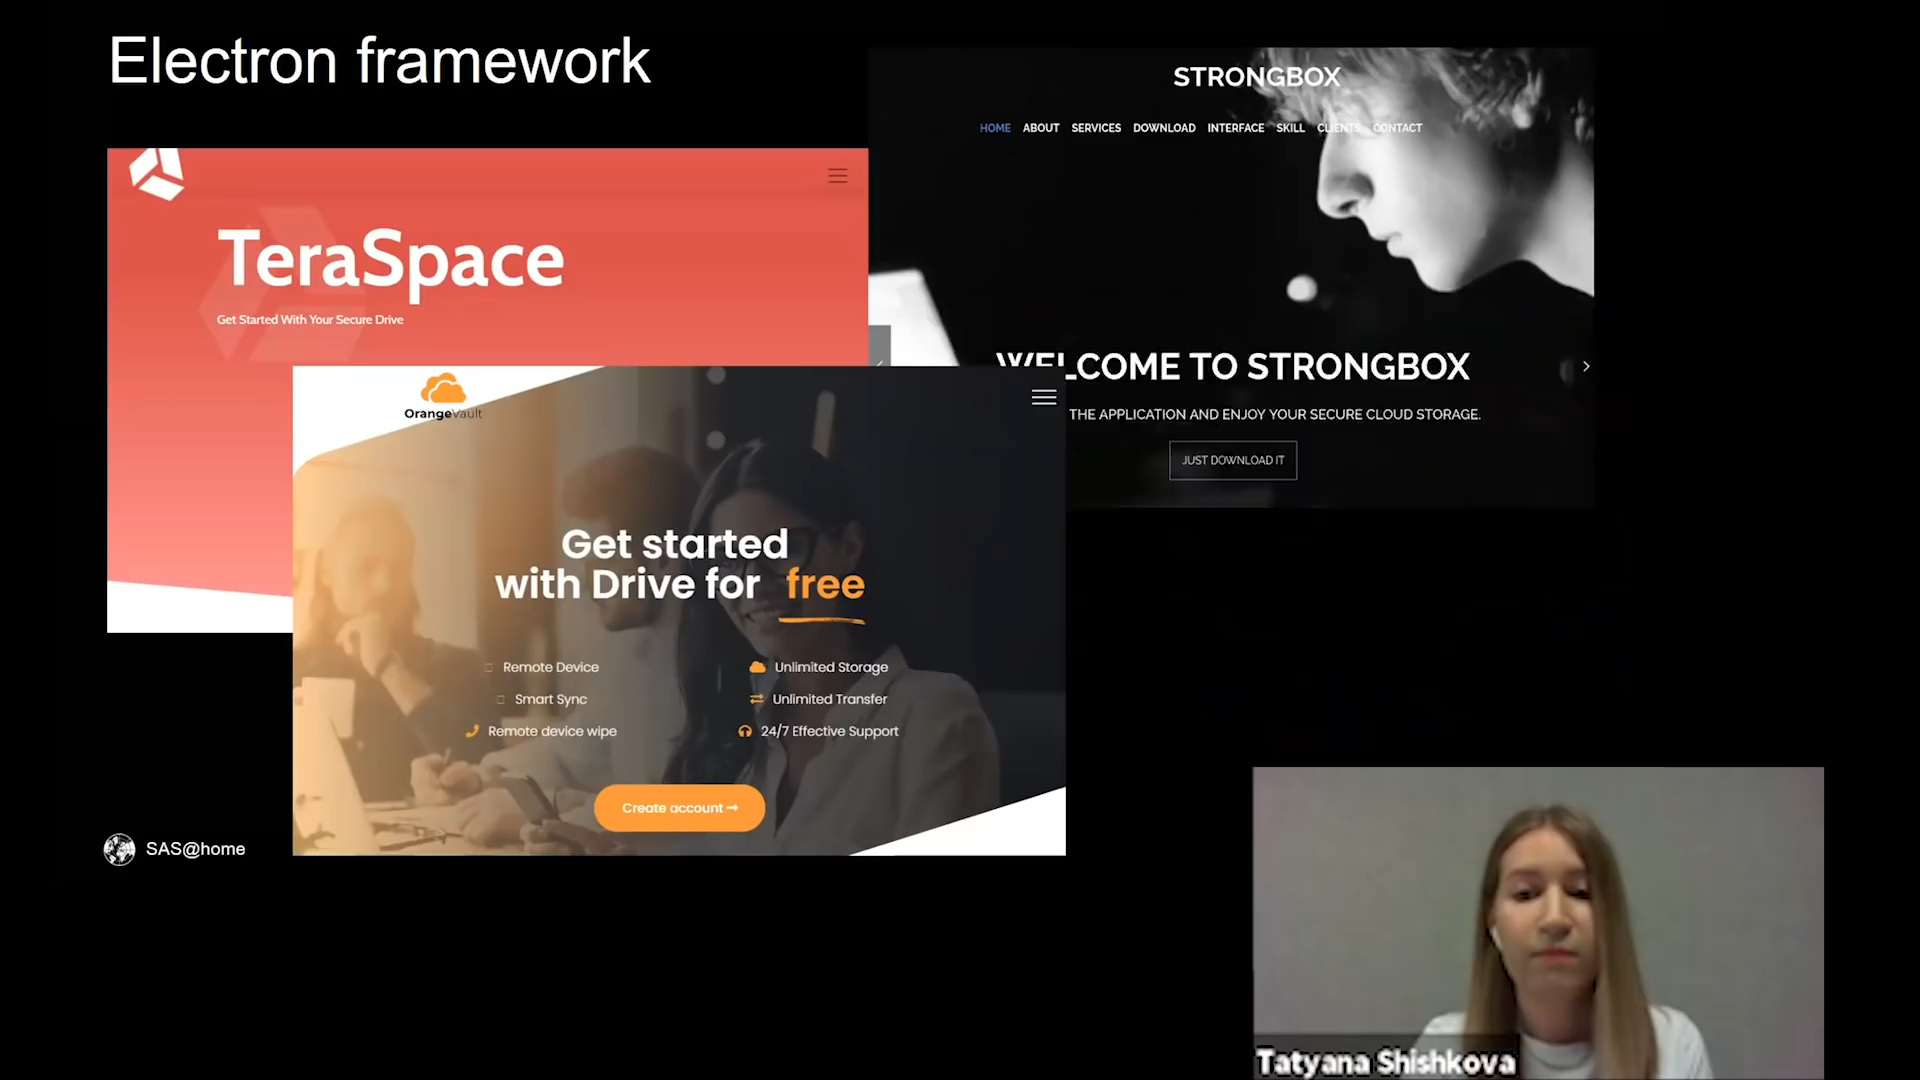 Electron framework
STRONGBOX
HOME ABOUT SERVICES DOWNLOAD INTERFACE SKILL CLIENTS CONTACT
TeraSpace
Get Started With Your Secure Drive
WELCOME TO STRONGBOX
THE APPLICATION AND ENJOY YOUR SECURE CLOUD STORAGE.
JUST DOWNLOAD IT
OrangeVault
Get started
with Drive for free
Remote Device
Unlimited Storage
Smart Sync
Unlimited Transfer
Remote device wipe
24/7 Effective Support
Create account
SAS@home
Tatyana Shishkova